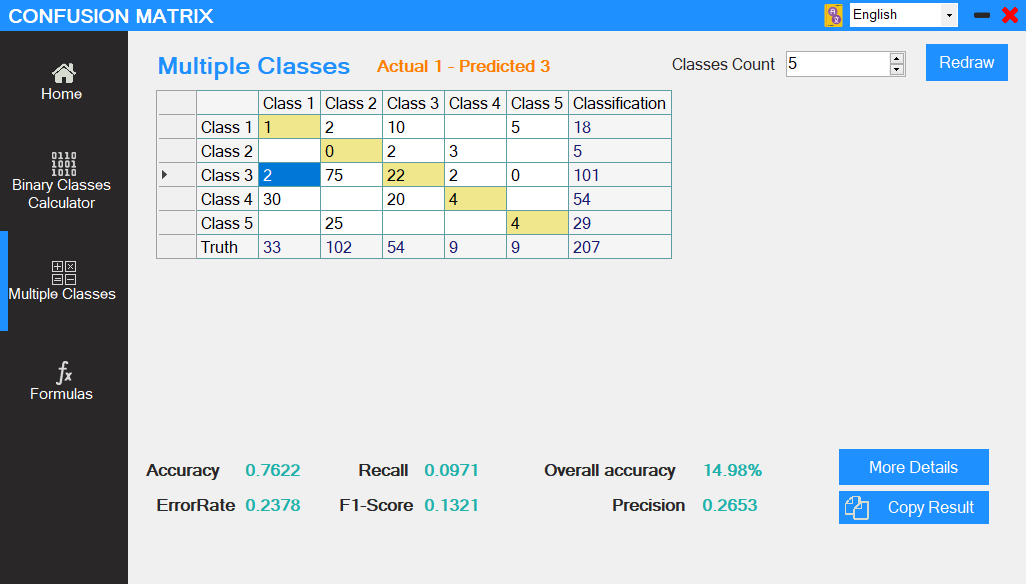 CONFUSION MATRIX English
Home
Binary Classes
Calculator
Multiple Classes
Formulas
Multiple Classes Actual 1 - Predicted 3 Classes Count 5 Redraw
Class 1 Class 2 Class 3 Class 4 Class 5 Classification
Class 1 1 2 10 5 18
Class 2 0 2 3 5
Class 3 2 75 22 2 0 101
Class 4 30 20 4 54
Class 5 25 4 29
Truth 33 102 54 9 9 207
Accuracy 0.7622 Recall 0.0971 Overall accuracy 14.98% More Details
ErrorRate 0.2378 F1-Score 0.1321 Precision 0.2653 Copy Result